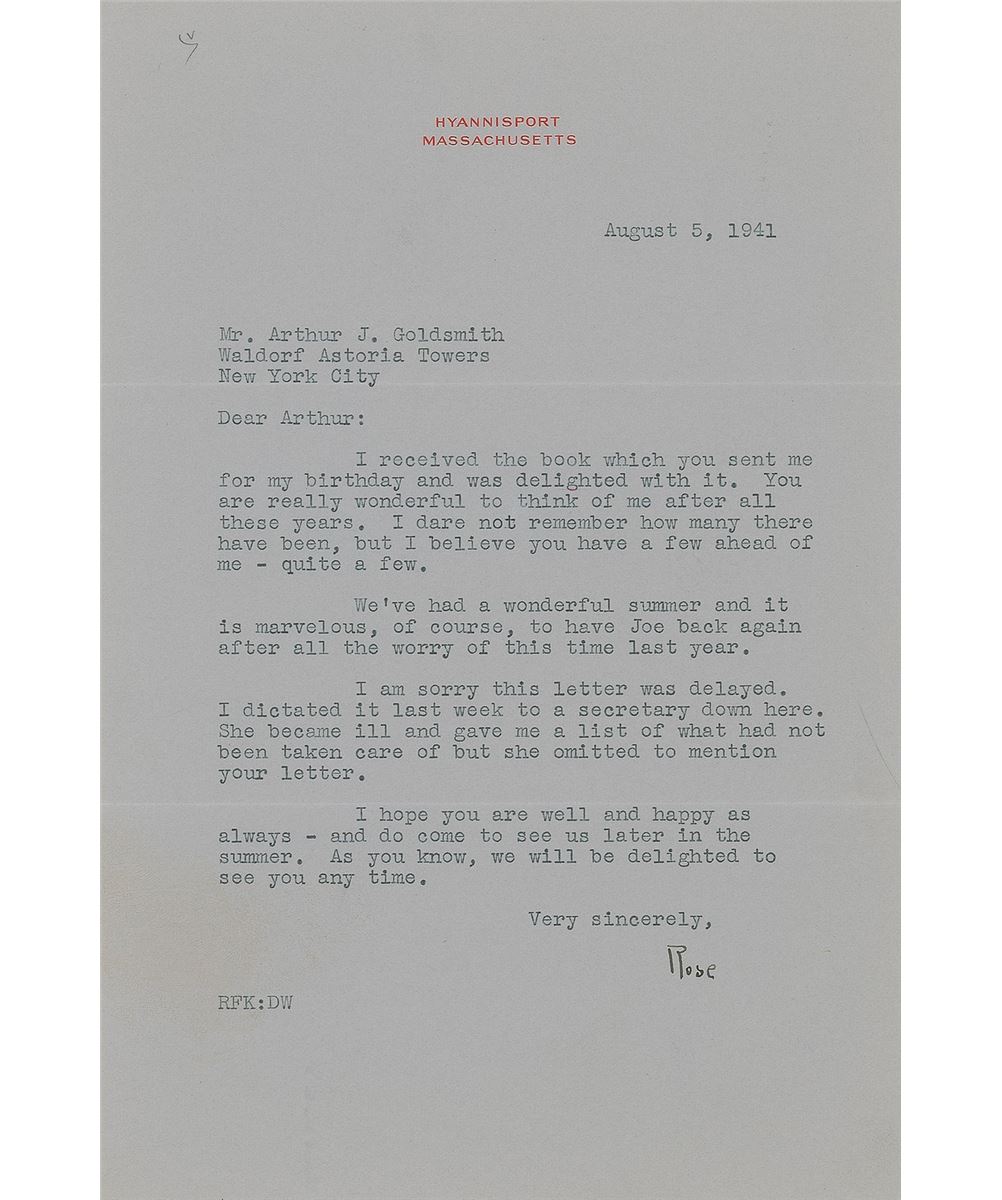 HYANNISPORT
MASSACHUSETTS
August 5, 1941
Mr. Arthur J. Goldsmith
Waldorf Astoria Towers
New York City
Dear Arthur:
I received the book which you sent me
for my birthday and was delighted with it. You
are really wonderful to think of me after all
these years. I dare not remember how many there
have been, but I believe you have a few ahead of
me - quite a few.
We've had a wonderful summer and it
is marvelous, of course, to have Joe back again
after all the worry of this time last year.
I am sorry this letter was delayed.
I dictated it last week to a secretary down here.
She became ill and gave me a list of what had not
been taken care of but she omitted to mention
your letter.
I hope you are well and happy as
always - and do come to see us later in the
summer. As you know, we will be delighted to
see you any time.
Very sincerely,
Rose
RFK:DW